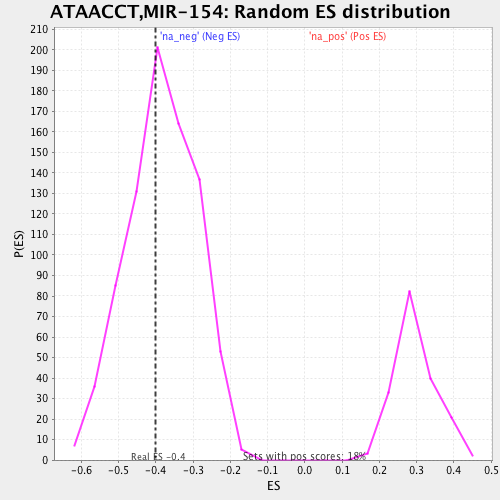 ATAACCT,MIR-154: Random ES distribution
'na_neg' (Neg ES)
'na_pos' (Pos ES)
210
200
190
180
170
160
150
140
130
120
110
100
90
80
70
60
50
40
30
20
10
0
P(ES)
Real ES -0.4
Sets with pos scores: 18%
-0.6 -0.5 -0.4 -0.3 -0.2 -0.1 0.0 0.1 0.2 0.3 0.4 0.5
ES